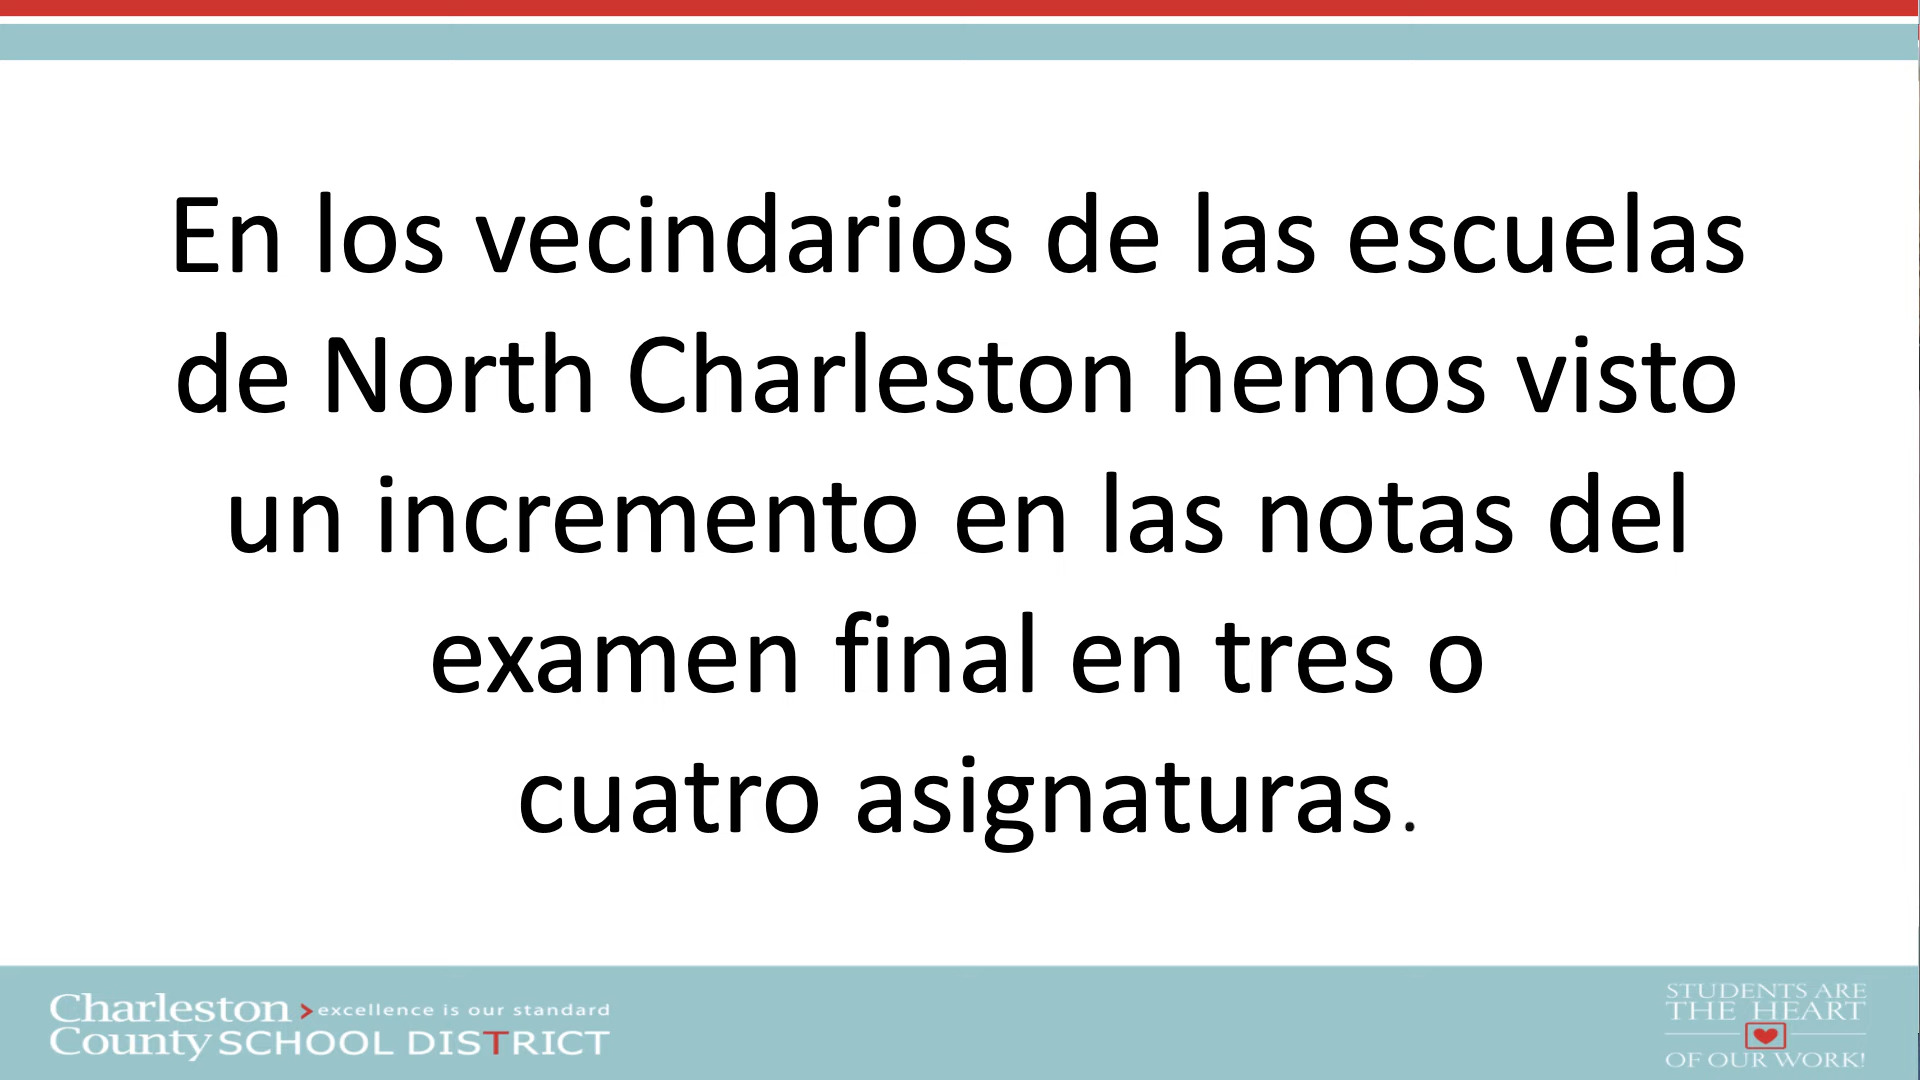 En los vecindarios de las escuelas
de North Charleston hemos visto
un incremento en las notas del
examen final en tres o
cuatro asignaturas.
Charleston >excellence is our standard
County SCHOOL DISTRICT
STUDENTS ARE
THE HEART
OF OUR WORK!